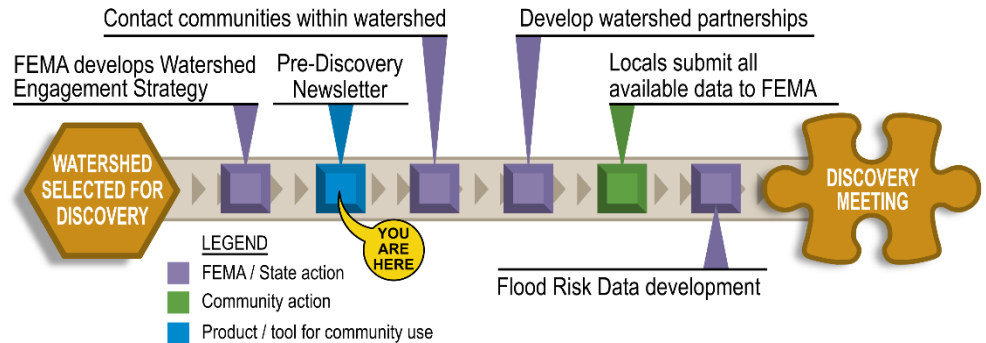 Contact communities within watershed
Develop watershed partnerships
FEMA develops Watershed
Engagement Strategy
Pre-Discovery
Newsletter
Locals submit all
available data to FEMA
WATERSHED
SELECTED FOR
DISCOVERY
DISCOVERY
MEETING
YOU
ARE
HERE
LEGEND
FEMA / State action
Community action
Product / tool for community use
Flood Risk Data development